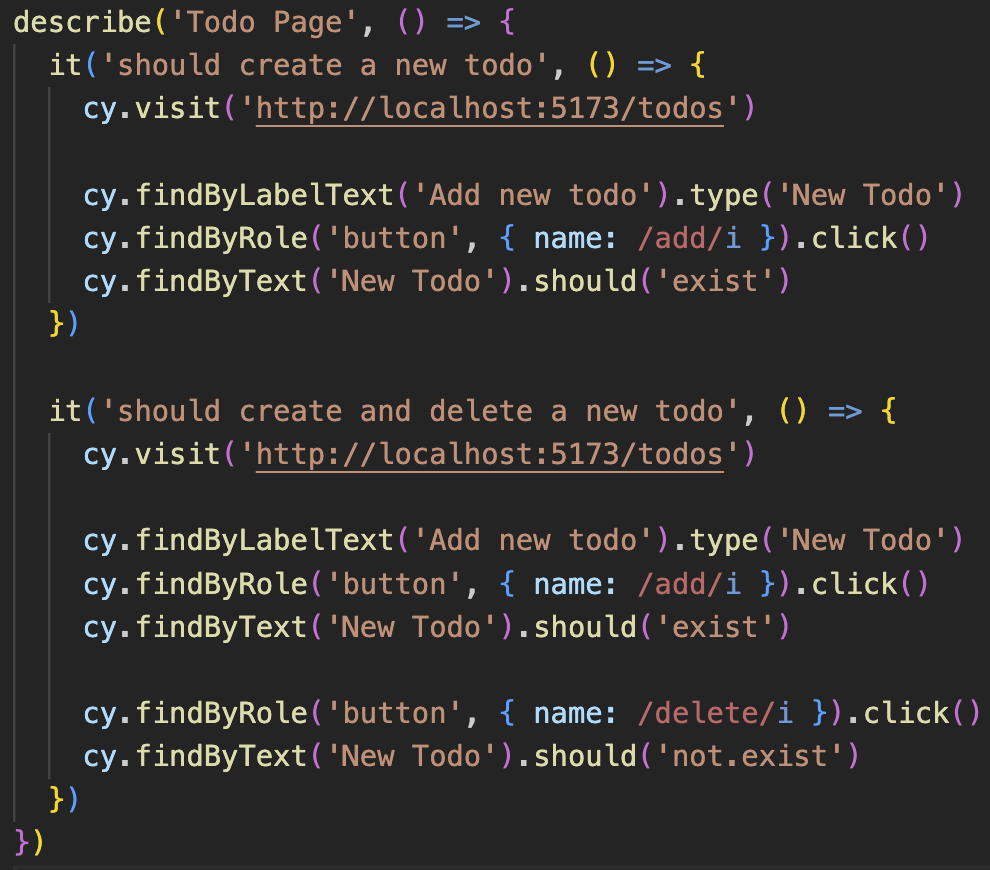 describe('Todo Page', () => {
  it('should create a new todo', () => {
    cy.visit('http://localhost:5173/todos')

    cy.findByLabelText('Add new todo').type('New Todo')
    cy.findByRole('button', { name: /add/i }).click()
    cy.findByText('New Todo').should('exist')
  })

  it('should create and delete a new todo', () => {
    cy.visit('http://localhost:5173/todos')

    cy.findByLabelText('Add new todo').type('New Todo')
    cy.findByRole('button', { name: /add/i }).click()
    cy.findByText('New Todo').should('exist')

    cy.findByRole('button', { name: /delete/i }).click()
    cy.findByText('New Todo').should('not.exist')
  })
})